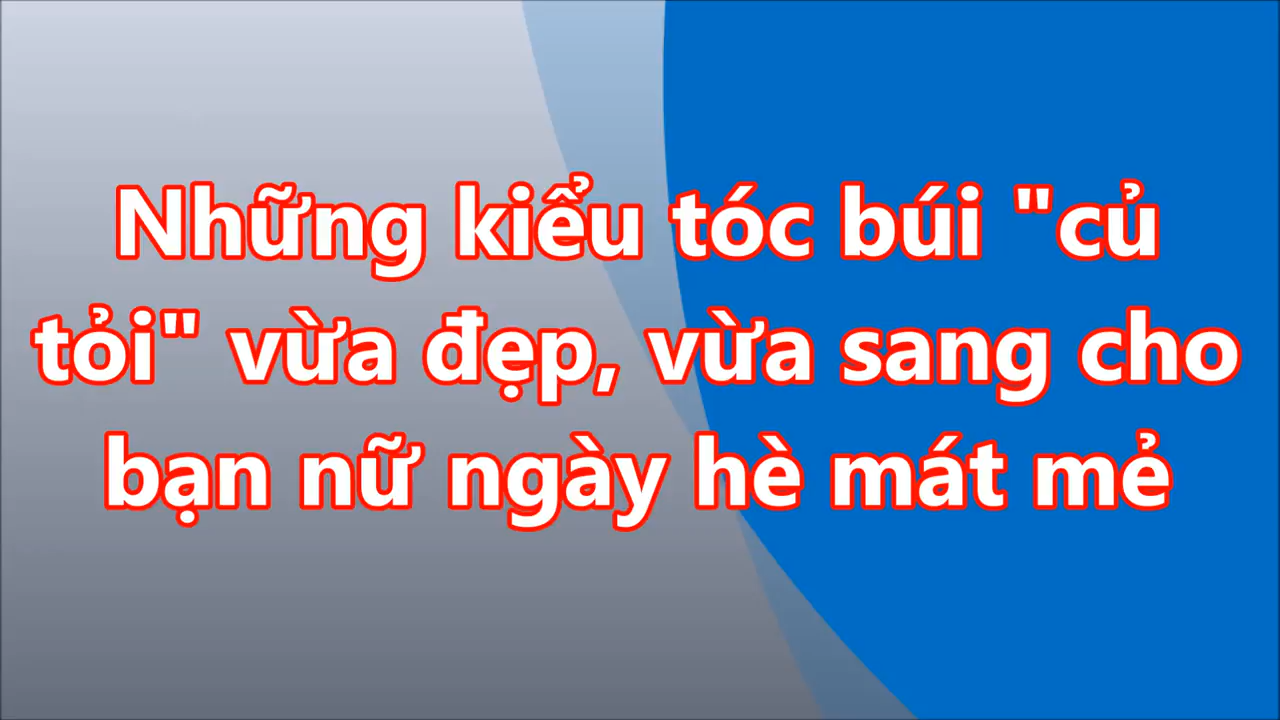 Những kiểu tóc búi "củ
tỏi" vừa đẹp, vừa sang cho
bạn nữ ngày hè mát mẻ